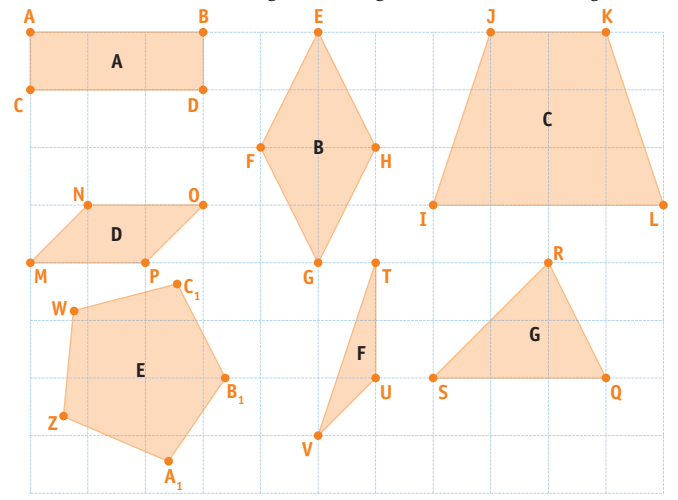 A B E J K
A
C D
B
F H
C
N O
D
I L
M P G T R
W C₁
E F G
B₁ U S Q
Z V
A₁